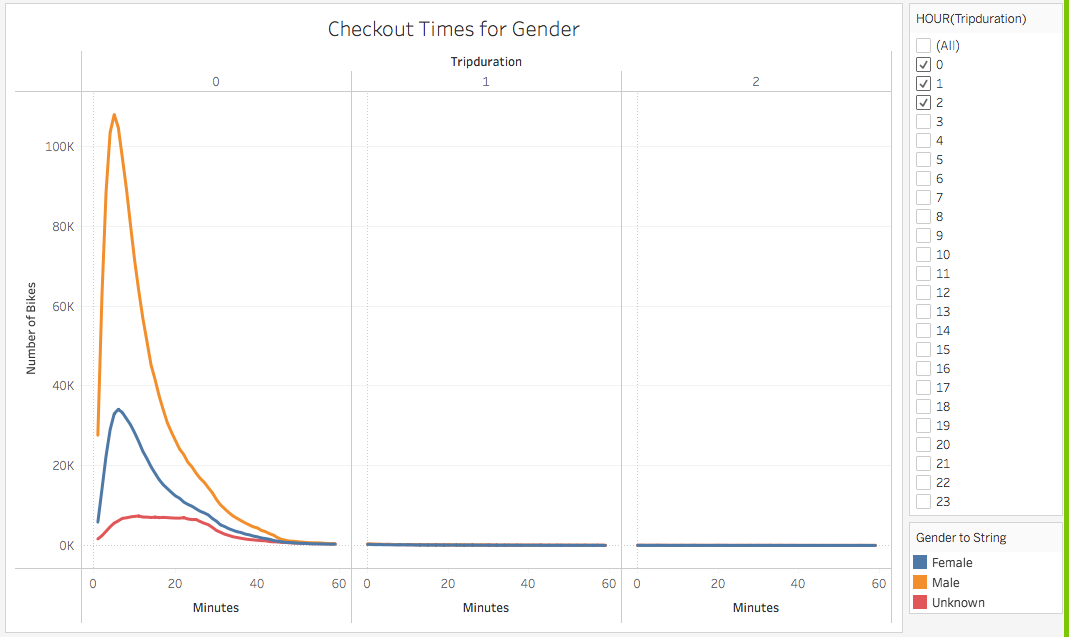 Checkout Times for Gender
Tripduration
0 1 2
100K
80K
60K
40K
20K
0K
Number of Bikes
0 20 40 60 0 20 40 60 0 20 40 60
Minutes Minutes Minutes
HOUR(Tripduration)
(All)
0
1
2
3
4
5
6
7
8
9
10
11
12
13
14
15
16
17
18
19
20
21
22
23
Gender to String
Female
Male
Unknown